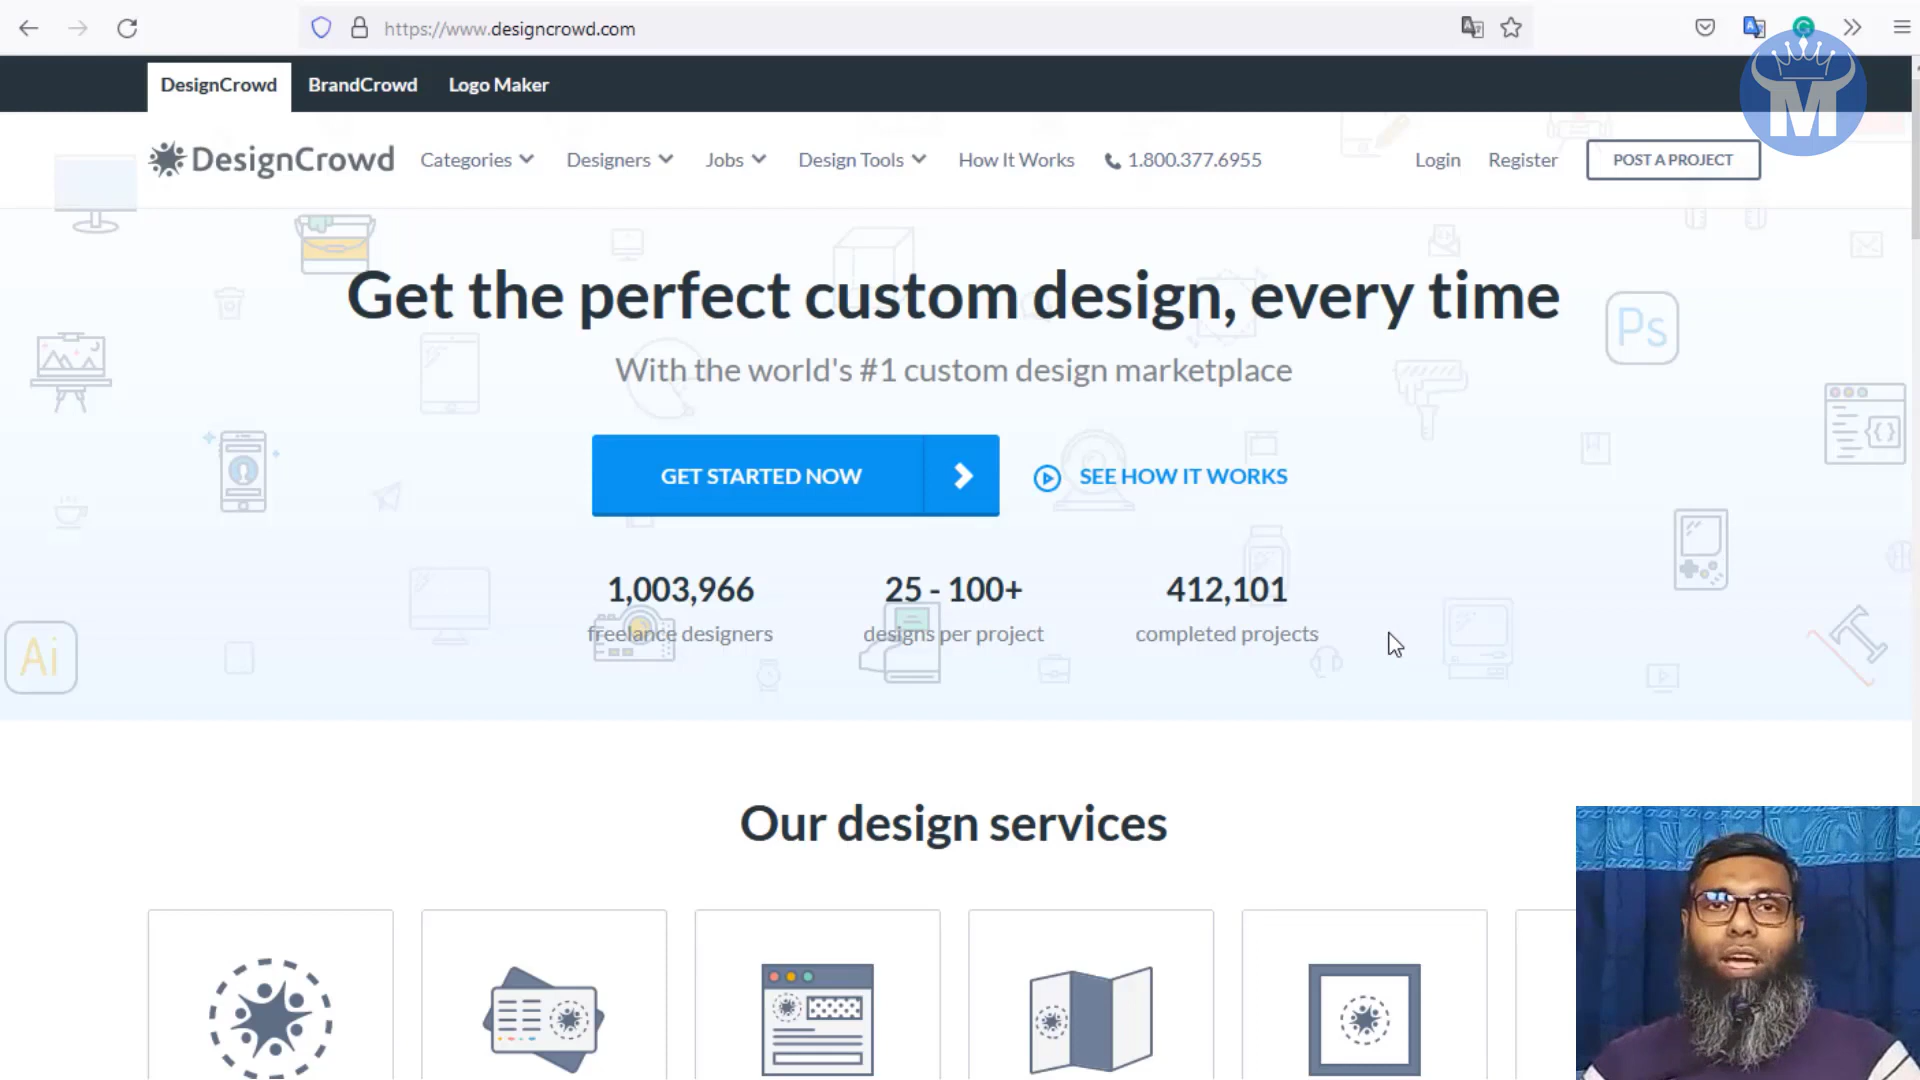 https://www.designcrowd.com
DesignCrowd BrandCrowd Logo Maker
M
DesignCrowd Categories Designers Jobs Design Tools How It Works 1.800.377.6955 Login Register POST A PROJECT
Get the perfect custom design, every time
Ps
With the world's #1 custom design marketplace
GET STARTED NOW SEE HOW IT WORKS
1,003,966 25 - 100+ 412,101
freelance designers designs per project completed projects
Ai
Our design services